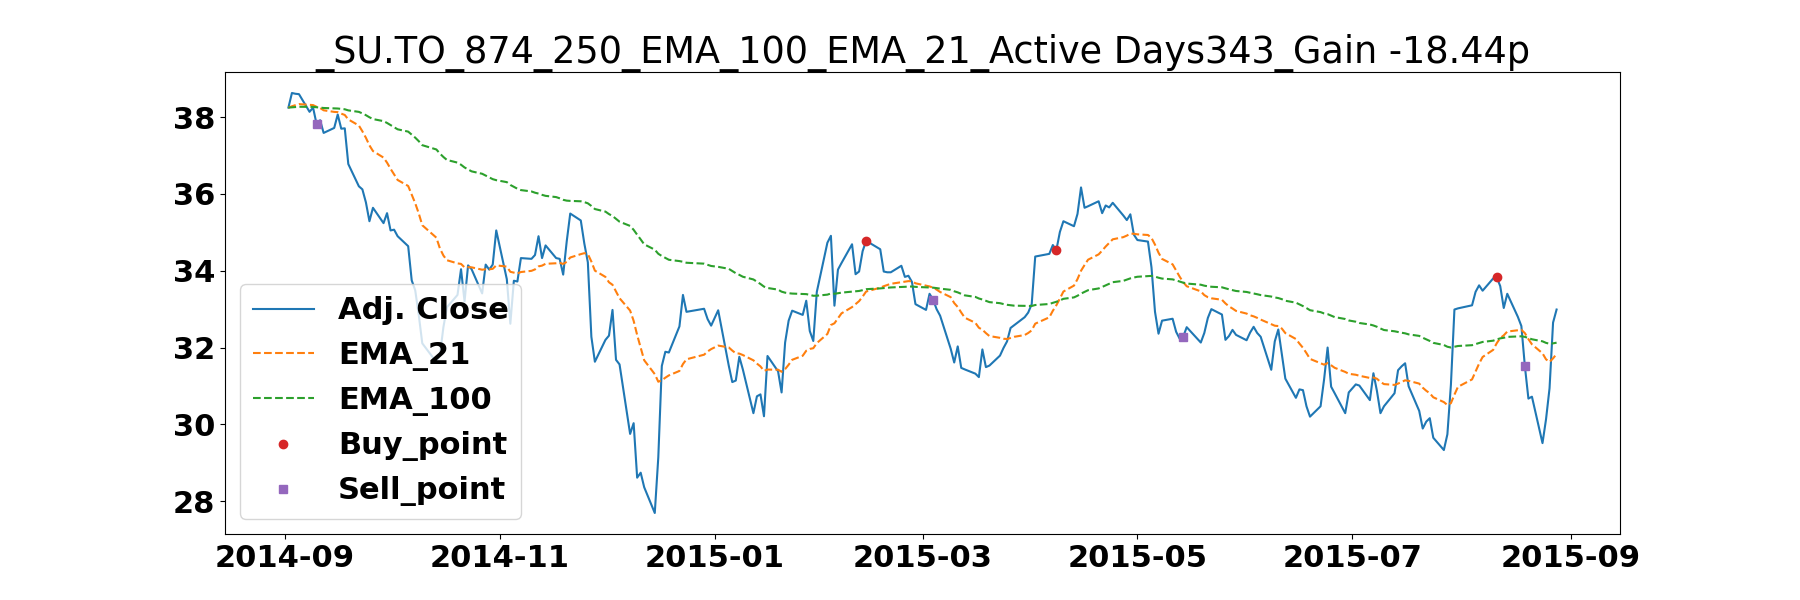 _SU.TO_874_250_EMA_100_EMA_21_Active Days343_Gain -18.44p
38
36
34
32
30
28
Adj. Close
EMA_21
EMA_100
Buy_point
Sell_point
2014-09 2014-11 2015-01 2015-03 2015-05 2015-07 2015-09